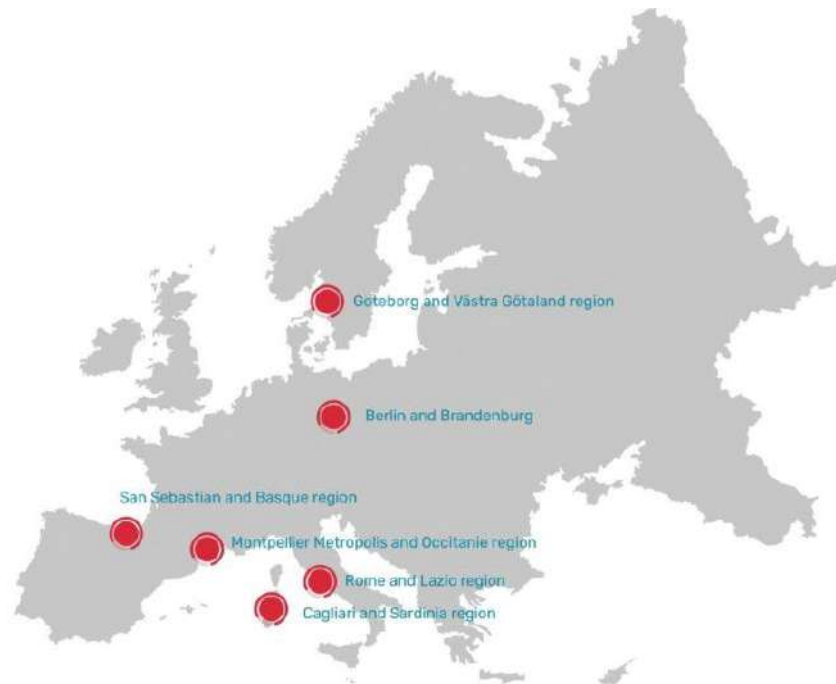 Goteborg and Västra Götaland region
Berlin and Brandenburg
San Sebastian and Basque region
Montpellier Metropolis and Occitanie region
Rome and Lazio region
Cagliari and Sardinia region